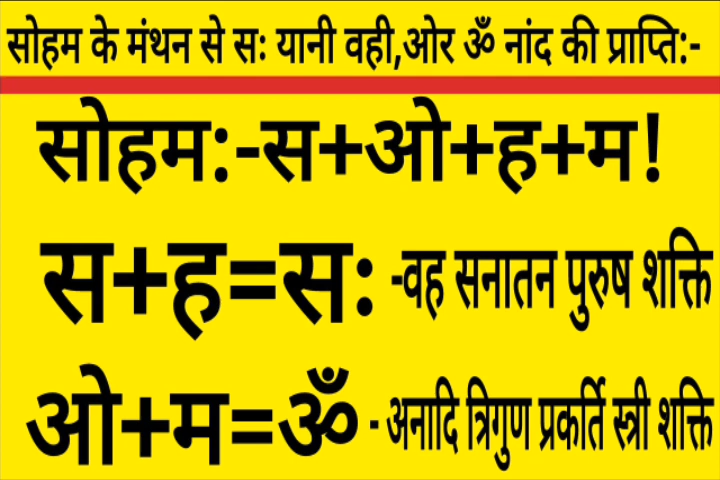 सोहम के मंथन से सः यानी वही,ओर ॐ नांद की प्राप्ति:-
सोहम:-स+ओ+ह+म!
स+ह=स: -वह सनातन पुरुष शक्ति
ओ+म=ॐ - अनादि त्रिगुण प्रकर्ति स्त्री शक्ति